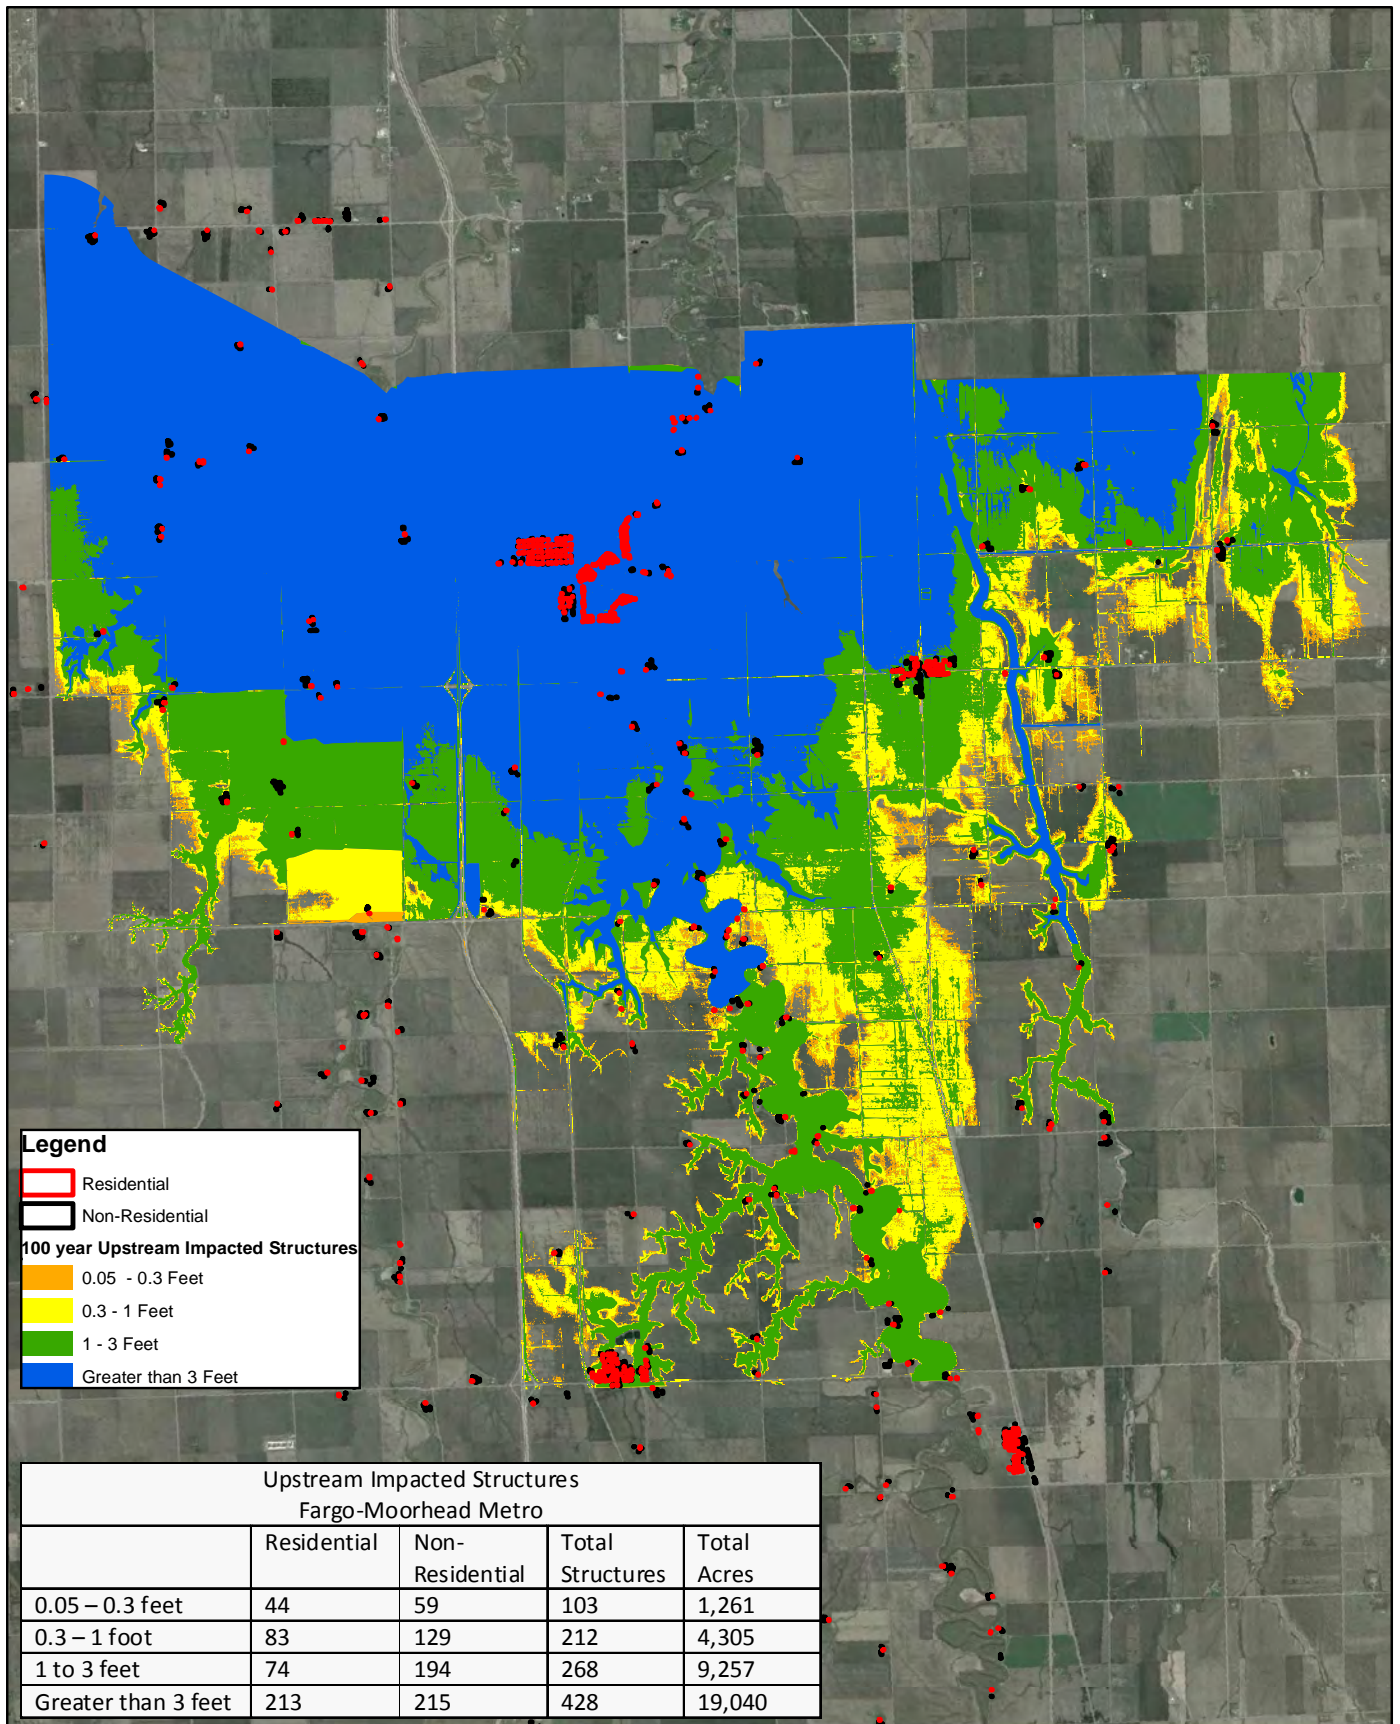 Legend
Residential
Non-Residential
100 year Upstream Impacted Structures
0.05 - 0.3 Feet
0.3 - 1 Feet
1 - 3 Feet
Greater than 3 Feet
Upstream Impacted Structures
Fargo-Moorhead Metro
Residential Non-Residential Total Structures Total Acres
0.05 – 0.3 feet 44 59 103 1,261
0.3 – 1 foot 83 129 212 4,305
1 to 3 feet 74 194 268 9,257
Greater than 3 feet 213 215 428 19,040